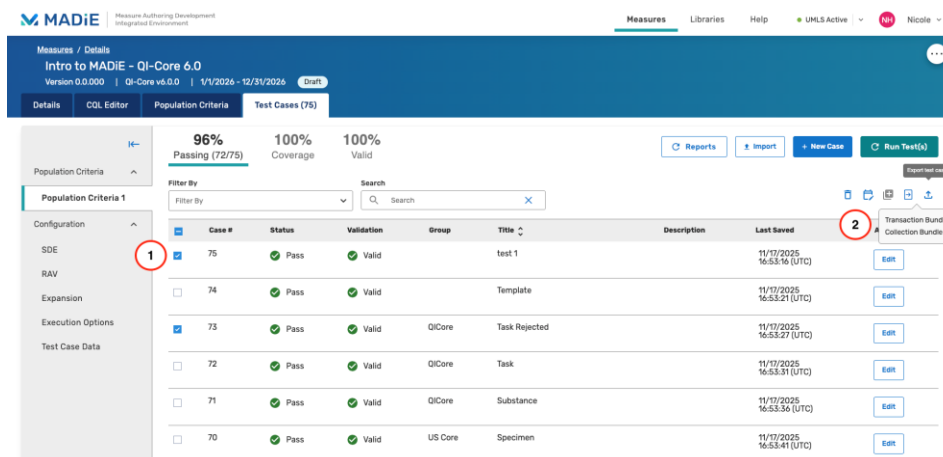 MADiE
Measure Authoring Development
Integrated Environment
Measures
Libraries
Help
UMLS Active
NH
Nicole
Measures / Details
Intro to MADiE - QI-Core 6.0
Version 0.0.000 | QI-Core v6.0.0 | 1/1/2026 - 12/31/2026 Draft
Details
CQL Editor
Population Criteria
Test Cases (75)
Population Criteria
Population Criteria 1
Configuration
SDE
RAV
Expansion
Execution Options
Test Case Data
96%
Passing (72/75)
100%
Coverage
100%
Valid
Reports
Import
+ New Case
Run Test(s)
Export test cas
Filter By
Filter By
Search
Search
Transaction Bund
Collection Bundle
2
Case # Status Validation Group Title Description Last Saved A
1
75 Pass Valid test 1 11/17/2025 Edit
16:53:16 (UTC)
74 Pass Valid Template 11/17/2025 Edit
16:53:21 (UTC)
73 Pass Valid QICore Task Rejected 11/17/2025 Edit
16:53:27 (UTC)
72 Pass Valid QICore Task 11/17/2025 Edit
16:53:31 (UTC)
71 Pass Valid QICore Substance 11/17/2025 Edit
16:53:36 (UTC)
70 Pass Valid US Core Specimen 11/17/2025 Edit
16:53:41 (UTC)